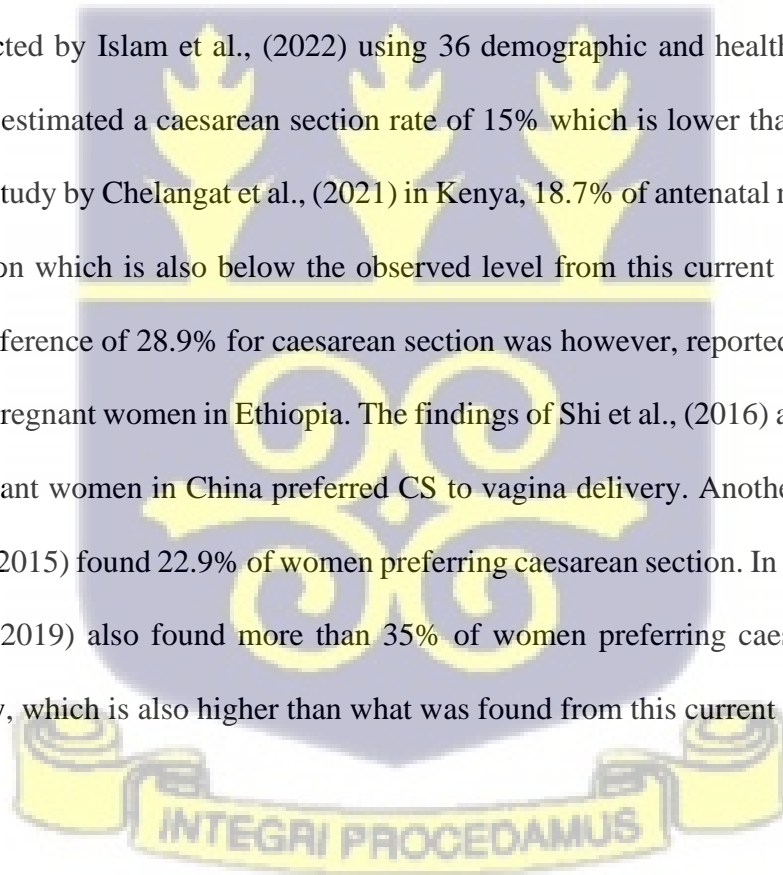 cted by Islam et al., (2022) using 36 demographic and health
estimated a caesarean section rate of 15% which is lower tha
tudy by Chelangat et al., (2021) in Kenya, 18.7% of antenatal
on which is also below the observed level from this current
ference of 28.9% for caesarean section was however, reported
regnant women in Ethiopia. The findings of Shi et al., (2016) a
ant women in China preferred CS to vagina delivery. Anothe
2015) found 22.9% of women preferring caesarean section. In
2019) also found more than 35% of women preferring caes
y, which is also higher than what was found from this current
INTEGRI PROCEDAMUS